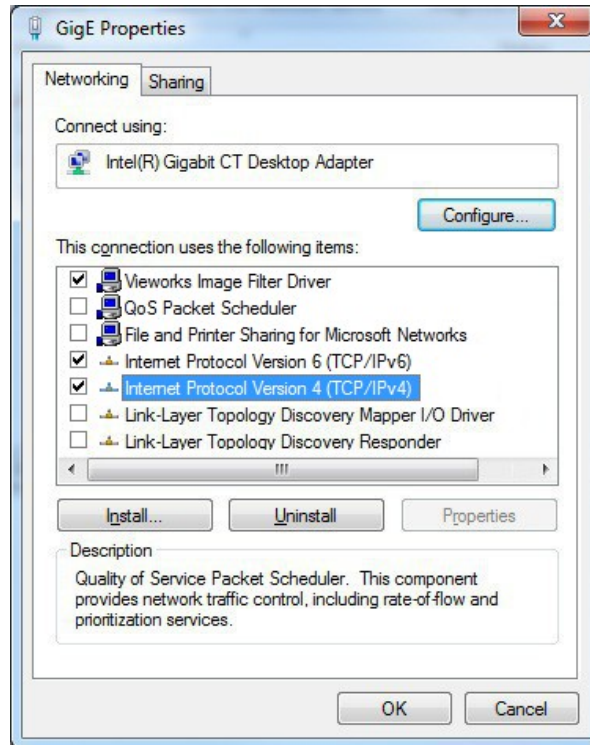 GigE Properties
Networking
Sharing
Connect using:
Intel(R) Gigabit CT Desktop Adapter
Configure...
This connection uses the following items:
Vieworks Image Filter Driver
QoS Packet Scheduler
File and Printer Sharing for Microsoft Networks
Internet Protocol Version 6 (TCP/IPv6)
Internet Protocol Version 4 (TCP/IPv4)
Link-Layer Topology Discovery Mapper I/O Driver
Link-Layer Topology Discovery Responder
Install...
Uninstall
Properties
Description
Quality of Service Packet Scheduler. This component
provides network traffic control, including rate-of-flow and
prioritization services.
OK
Cancel